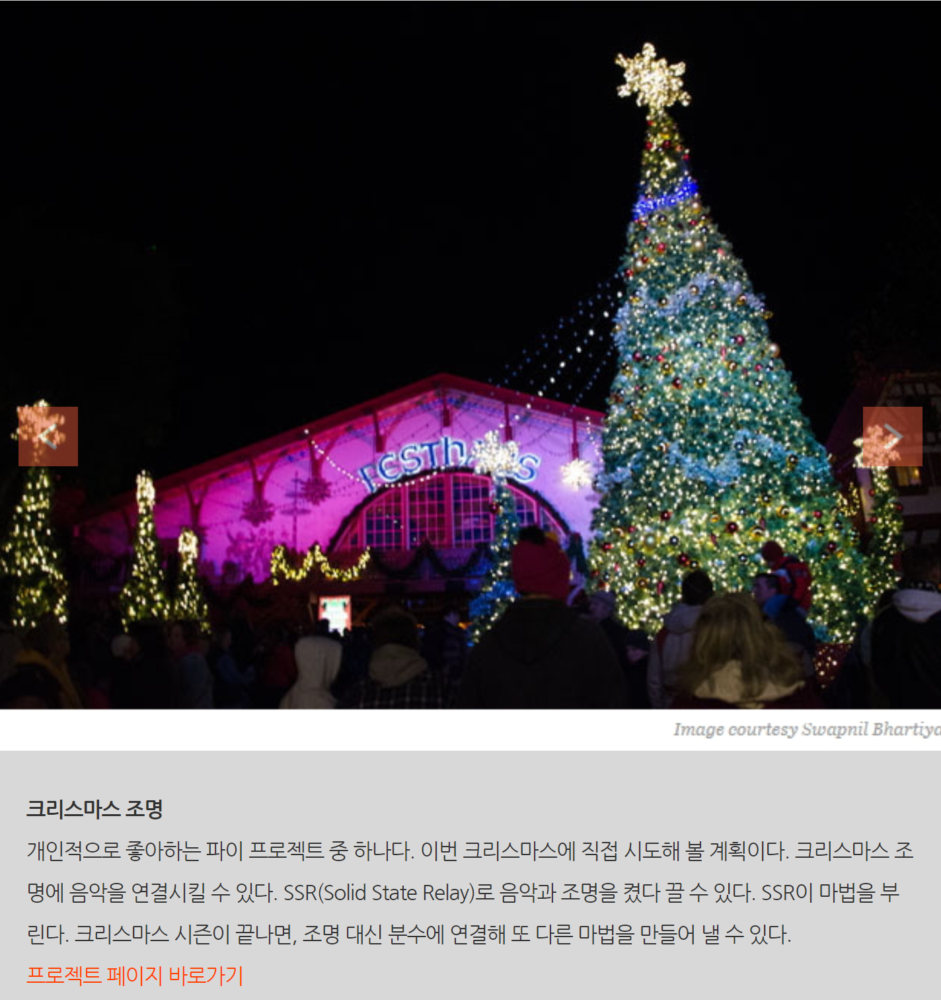 Image courtesy Swapnil Bhartiya
크리스마스 조명
개인적으로 좋아하는 파이 프로젝트 중 하나다. 이번 크리스마스에 직접 시도해 볼 계획이다. 크리스마스 조
명에 음악을 연결시킬 수 있다. SSR(Solid State Relay)로 음악과 조명을 켰다 끌 수 있다. SSR이 마법을 부
린다. 크리스마스 시즌이 끝나면, 조명 대신 분수에 연결해 또 다른 마법을 만들어 낼 수 있다.
프로젝트 페이지 바로가기